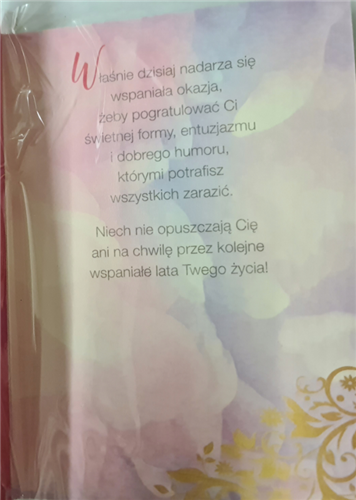 Właśnie dzisiaj nadarza się
wspaniała okazja,
żeby pogratulować Ci
świetnej formy, entuzjazmu
i dobrego humoru,
którymi potrafisz
wszystkich zarazić.
Niech nie opuszczają Cię
ani na chwilę przez kolejne
wspaniałe lata Twego życia!